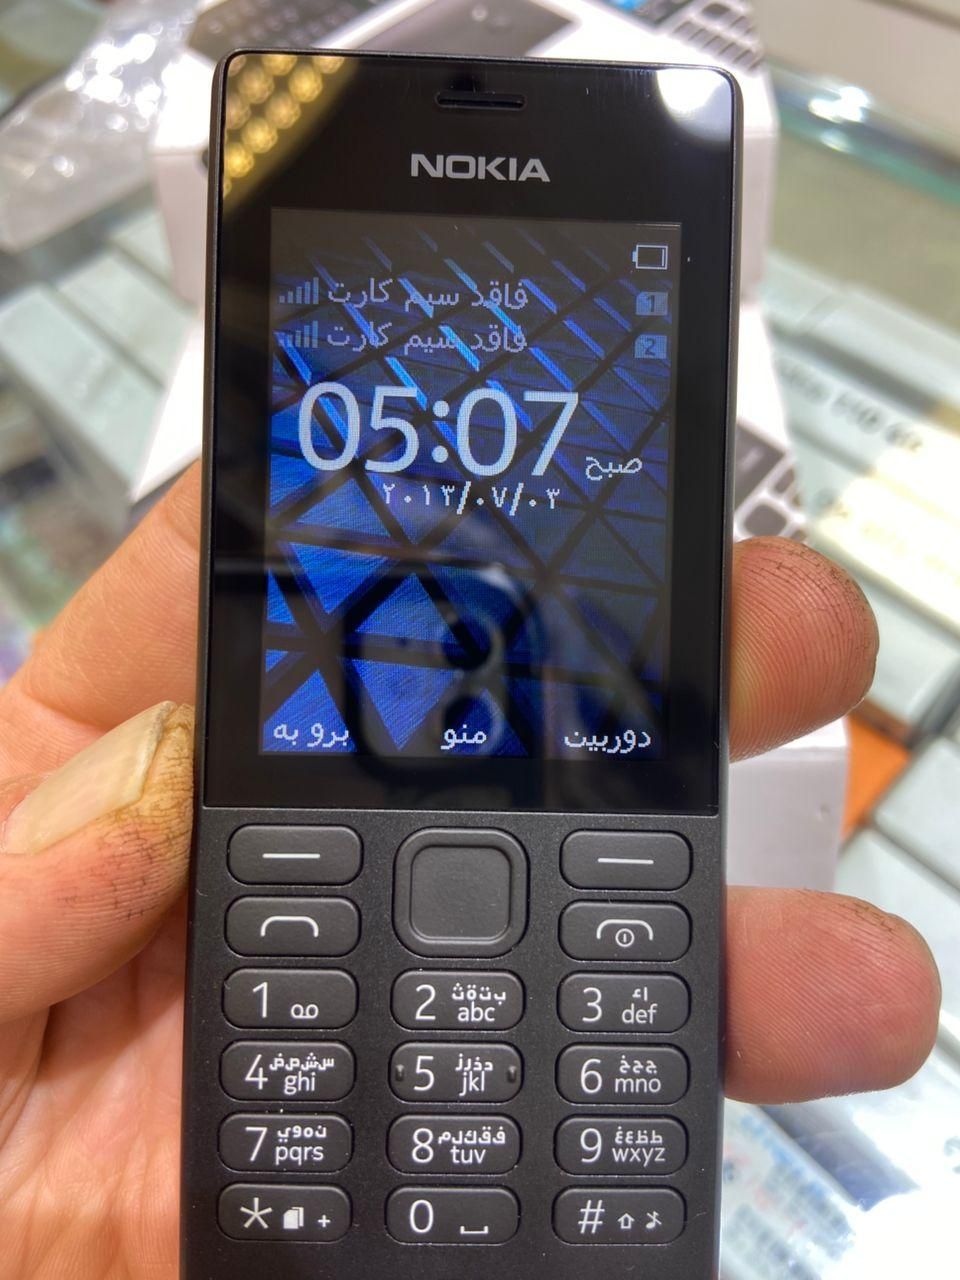 NOKIA
فاقد سیم کارت 1
فاقد سیم کارت 2
05:07 صبح
۲۰۱۳/۰۷/۰۳
برو به منو دوربین
1
2 ب ت ة ث abc
3 ا ء def
4 س ش ص ض ghi
5 د ذ ر ز jkl
6 ج ح خ mno
7 ن ه و ي pqrs
8 ف ق ك ل م tuv
9 ط ظ ع غ wxyz
* +
0
#